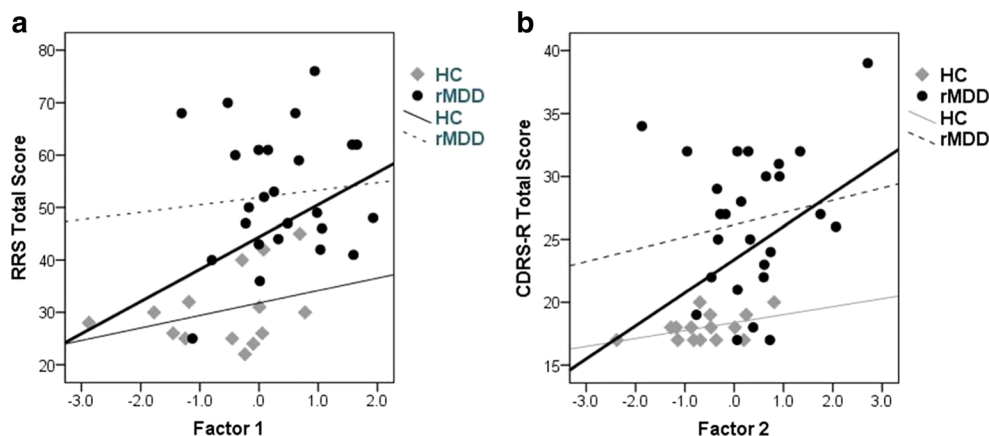 a
RRS Total Score
80
70
60
50
40
30
20
-3.0 -2.0 -1.0 .0 1.0 2.0
Factor 1
HC
rMDD
HC
rMDD
b
CDRS-R Total Score
40
35
30
25
20
15
-3.0 -2.0 -1.0 .0 1.0 2.0 3.0
Factor 2
HC
rMDD
HC
rMDD